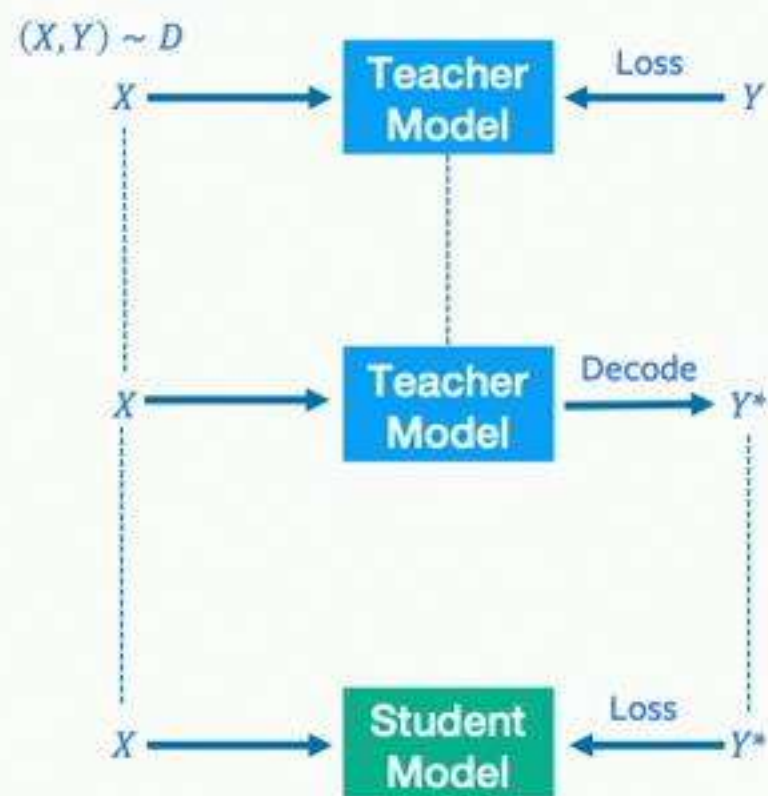 (X,Y) ~ D
X
Teacher
Model
Loss
Y
X
Teacher
Model
Decode
Y*
X
Student
Model
Loss
Y*